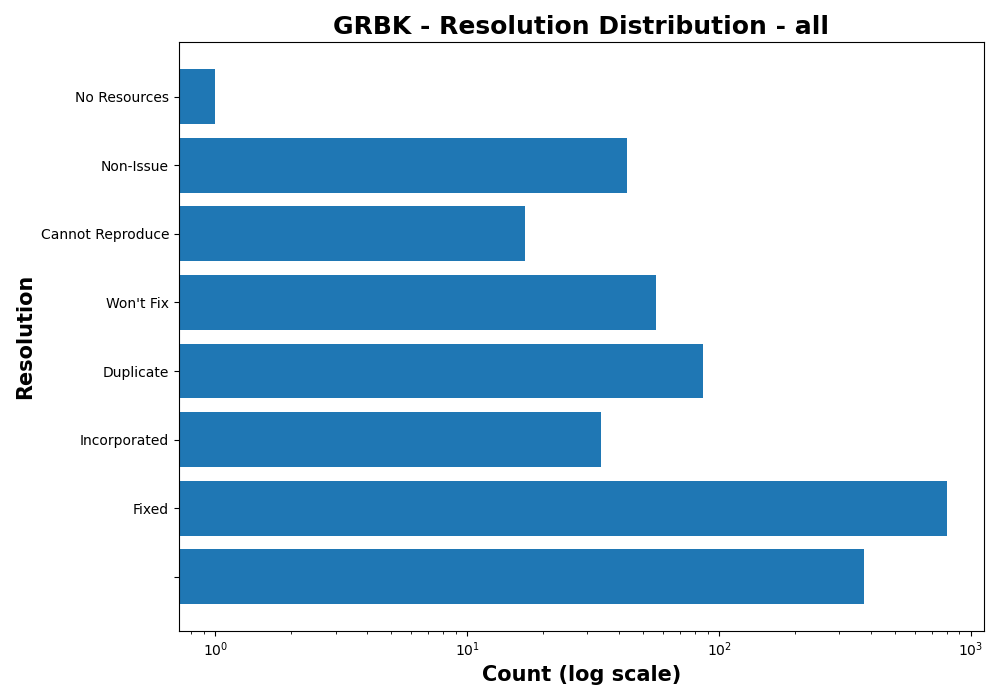 GRBK - Resolution Distribution - all
No Resources
Non-Issue
Cannot Reproduce
Won't Fix
Duplicate
Incorporated
Fixed
Resolution
10⁰ 10¹ 10² 10³
Count (log scale)